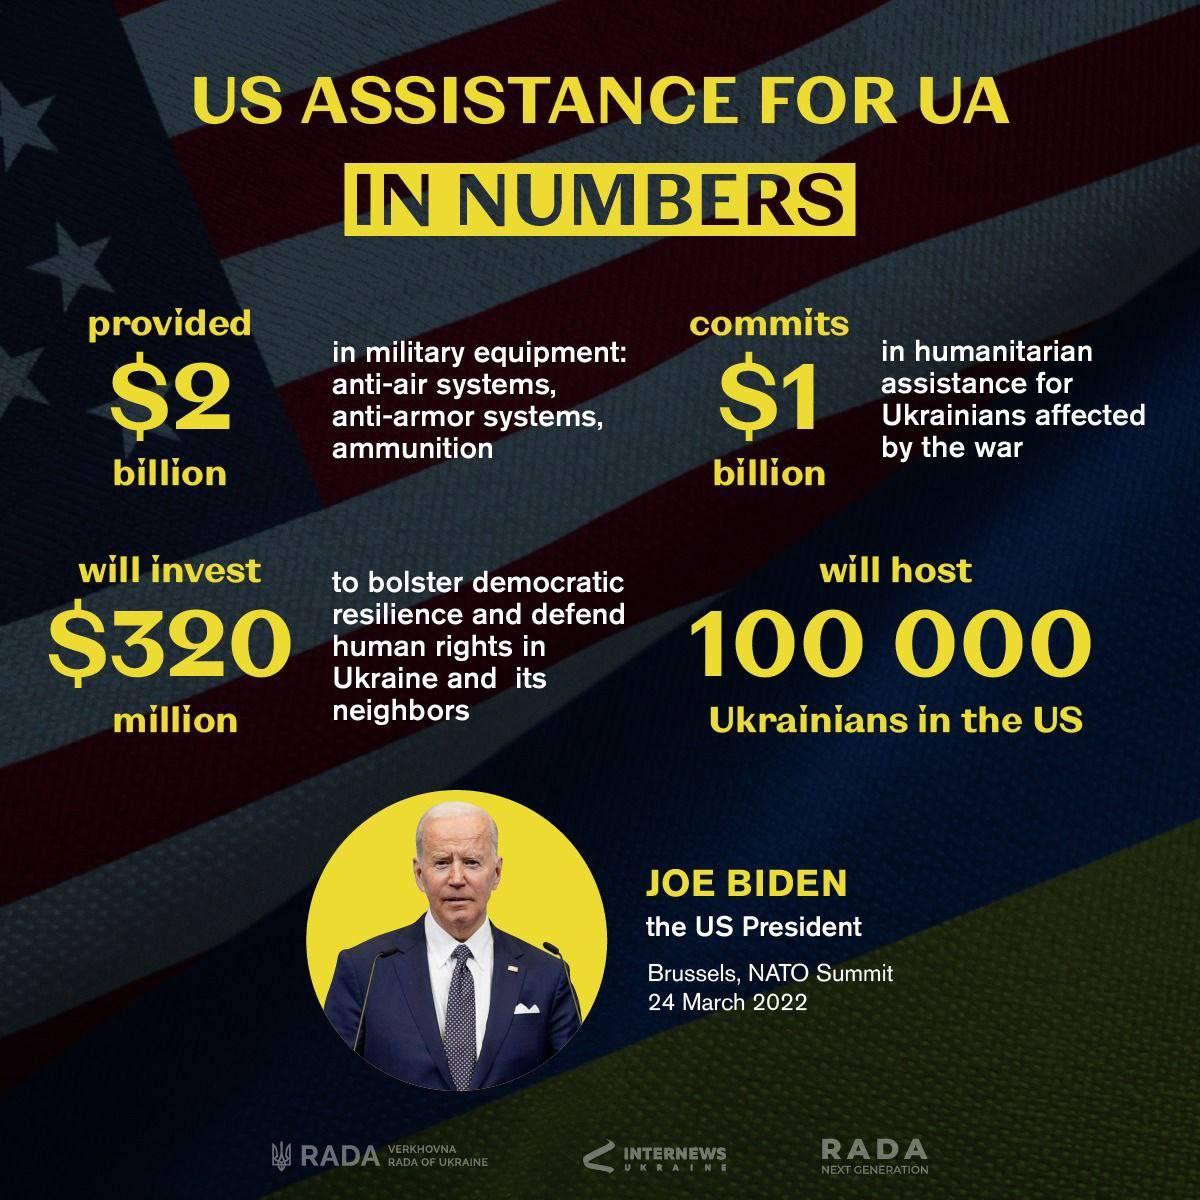 US ASSISTANCE FOR UA
IN NUMBERS
provided
$2
billion
in military equipment:
anti-air systems,
anti-armor systems,
ammunition
commits
$1
billion
in humanitarian
assistance for
Ukrainians affected
by the war
will invest
$320
million
to bolster democratic
resilience and defend
human rights in
Ukraine and  its
neighbors
will host
100 000
Ukrainians in the US
JOE BIDEN
the US President
Brussels, NATO Summit
24 March 2022
RADA
VERKHOVNA
RADA OF UKRAINE
INTERNEWS
UKRAINE
RADA
NEXT GENERATION